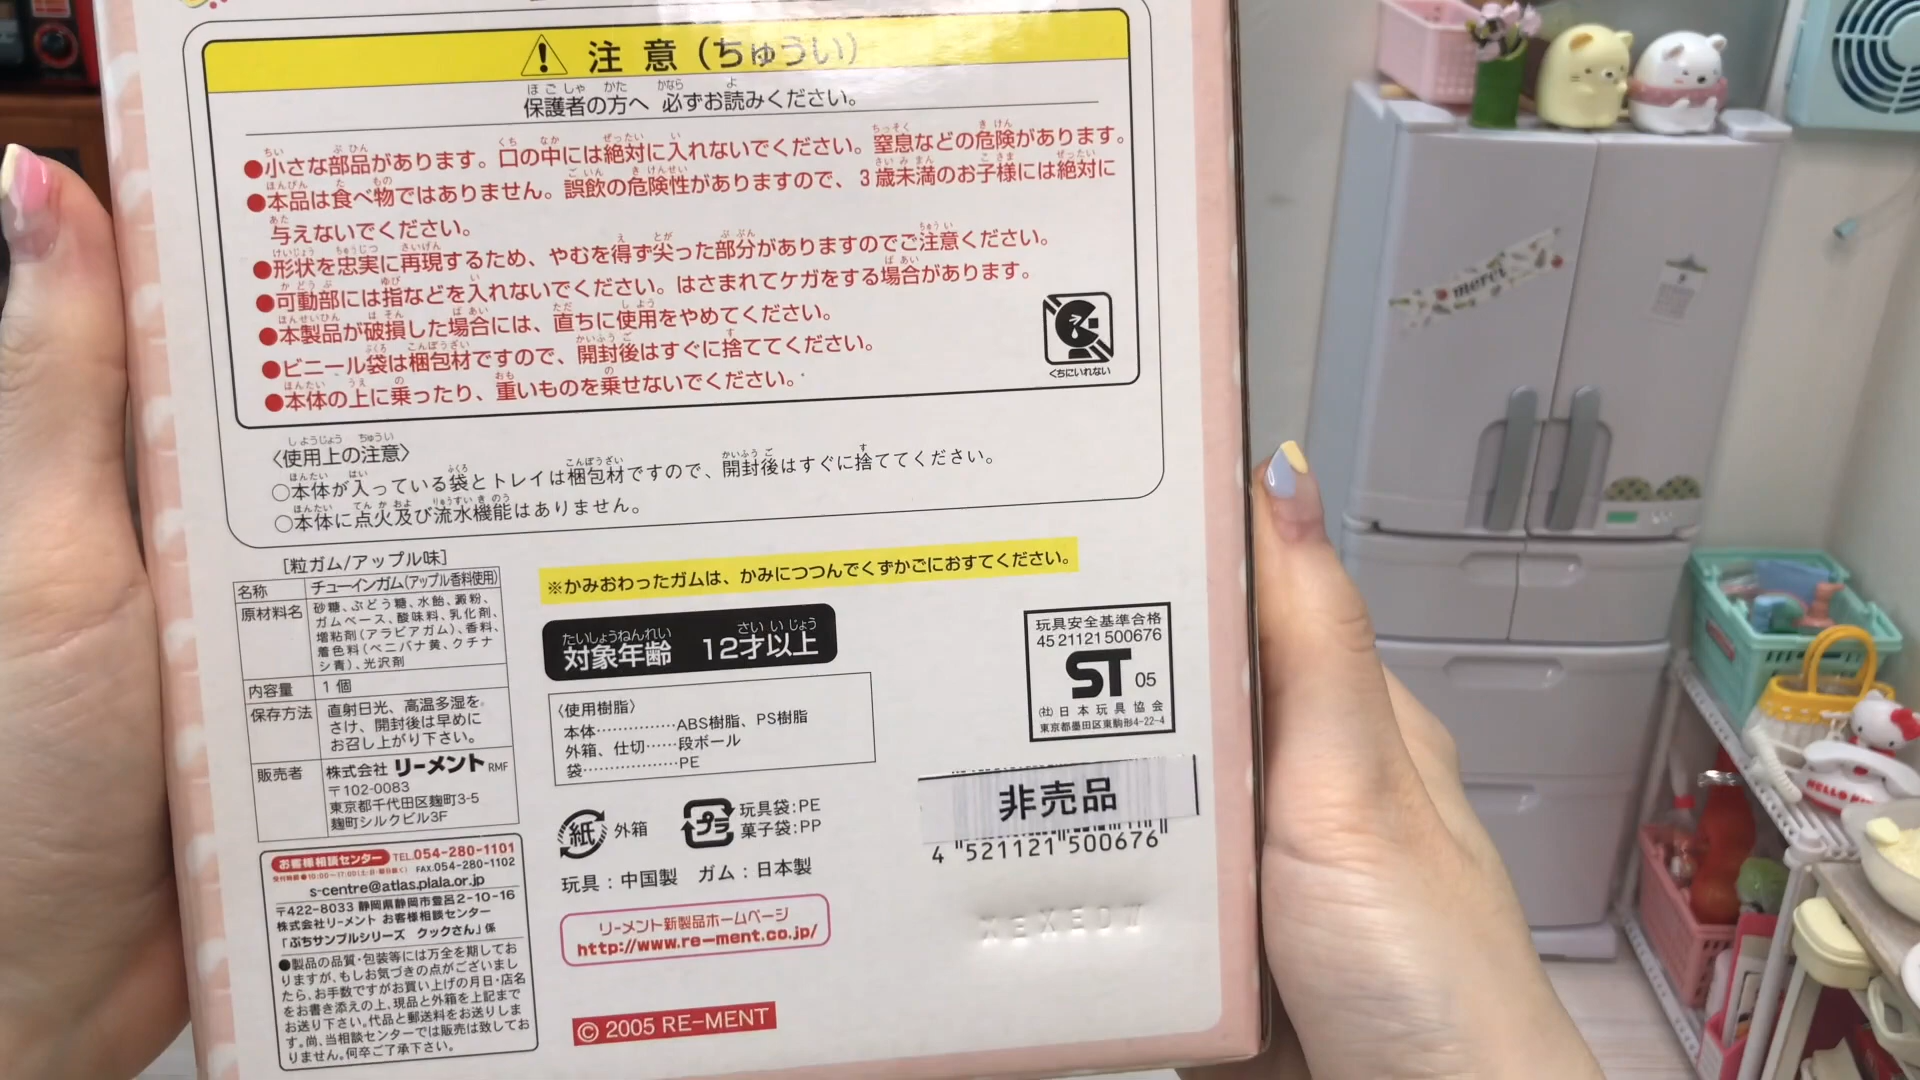 注意(ちゅうい)
保護者の方へ 必ずお読みください。
●小さな部品があります。口の中には絶対に入れないでください。窒息などの危険があります。
●本品は食べ物ではありません。誤飲の危険性がありますので、3歳未満のお子様には絶対に
与えないでください。
●形状を忠実に再現するため、やむを得ず尖った部分がありますのでご注意ください。
●可動部には指などを入れないでください。はさまれてケガをする場合があります。
●本製品が破損した場合には、直ちに使用をやめてください。
●ビニール袋は梱包材ですので、開封後はすぐに捨ててください。
●本体の上に乗ったり、重いものを乗せないでください。
くちにいれない
〈使用上の注意〉
○本体が入っている袋とトレイは梱包材ですので、開封後はすぐに捨ててください。
○本体に点火及び流水機能はありません。
[粒ガム/アップル味]
名称 チューインガム(アップル香料使用)
原材料名 砂糖、ぶどう糖、水飴、澱粉、
ガムベース、酸味料、乳化剤、
増粘剤(アラビアガム)、香料、
着色料(ベニバナ黄、クチナ
シ青)、光沢剤
内容量 1個
保存方法 直射日光、高温多湿を
さけ、開封後は早めに
お召し上がり下さい。
販売者 株式会社 リーメント RMF
〒102-0083
東京都千代田区麹町3-5
麹町シルクビル3F
お客様相談センター TEL.054-280-1101
受付時間●10:00〜17:00(土・日・祭日除く) FAX.054-280-1102
s-centre@atlas.plala.or.jp
〒422-8033 静岡県静岡市登呂2-10-16
株式会社リーメント お客様相談センター
「ぷちサンプルシリーズ クックさん」係
●製品の品質・包装等には万全を期してお
りますが、もしお気づきの点がございまし
たら、お手数ですがお買い上げの月日・店名
をお書き添えの上、現品と外箱を上記まで
お送り下さい。代品と郵送料をお送りしま
す。尚、当相談センターでは販売は致してお
りません。何卒ご了承下さい。
※かみおわったガムは、かみにつつんでくずかごにおすてください。
たいしょうねんれい さいいじょう
対象年齢 12才以上
〈使用樹脂〉
本体…………ABS樹脂、PS樹脂
外箱、仕切……段ボール
袋………………PE
紙 外箱
プラ 玩具袋:PE
菓子袋:PP
玩具:中国製 ガム:日本製
リーメント新製品ホームページ
http://www.re-ment.co.jp/
© 2005 RE-MENT
玩具安全基準合格
4521121500676
ST 05
(社)日本玩具協会
東京都墨田区東駒形4-22-4
非売品
4 521121 500676
merci
HELLO